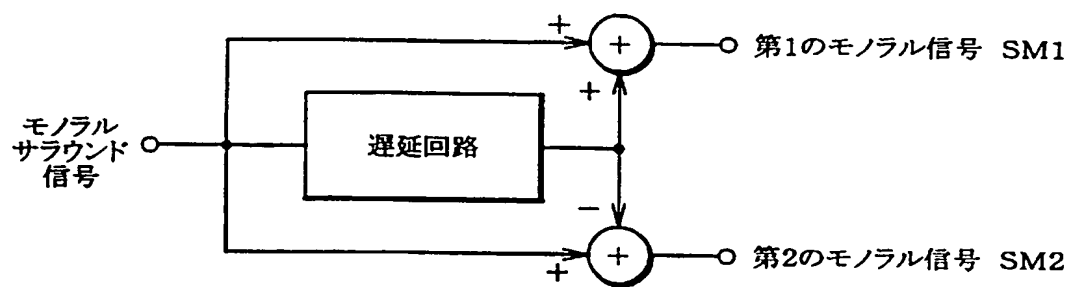 +
+
第1のモノラル信号 SM1
+
モノラル
サラウンド
信号
遅延回路
−
+
第2のモノラル信号 SM2
+